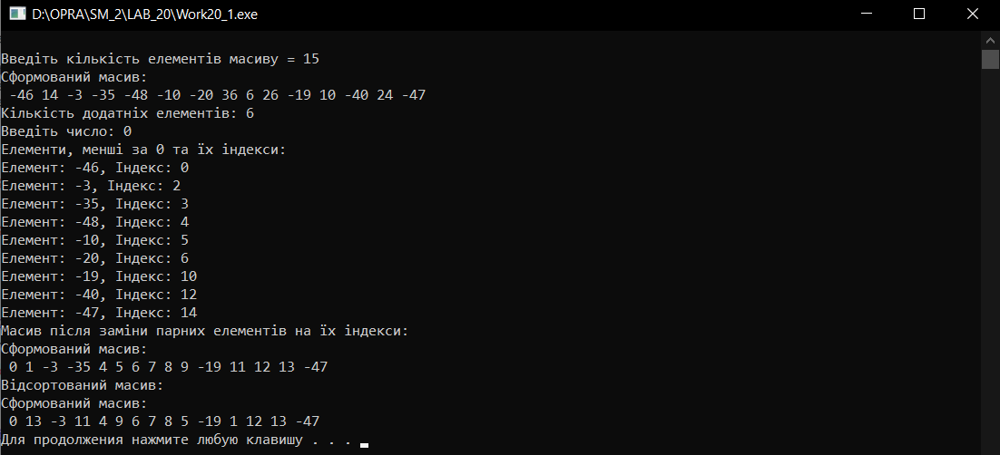 D:\OPRA\SM_2\LAB_20\Work20_1.exe
Введіть кількість елементів масиву = 15
Сформований масив:
-46 14 -3 -35 -48 -10 -20 36 6 26 -19 10 -40 24 -47
Кількість додатніх елементів: 6
Введіть число: 0
Елементи, менші за 0 та їх індекси:
Елемент: -46, Індекс: 0
Елемент: -3, Індекс: 2
Елемент: -35, Індекс: 3
Елемент: -48, Індекс: 4
Елемент: -10, Індекс: 5
Елемент: -20, Індекс: 6
Елемент: -19, Індекс: 10
Елемент: -40, Індекс: 12
Елемент: -47, Індекс: 14
Масив після заміни парних елементів на їх індекси:
Сформований масив:
0 1 -3 -35 4 5 6 7 8 9 -19 11 12 13 -47
Відсортований масив:
Сформований масив:
0 13 -3 11 4 9 6 7 8 5 -19 1 12 13 -47
Для продолжения нажмите любую клавишу . . .